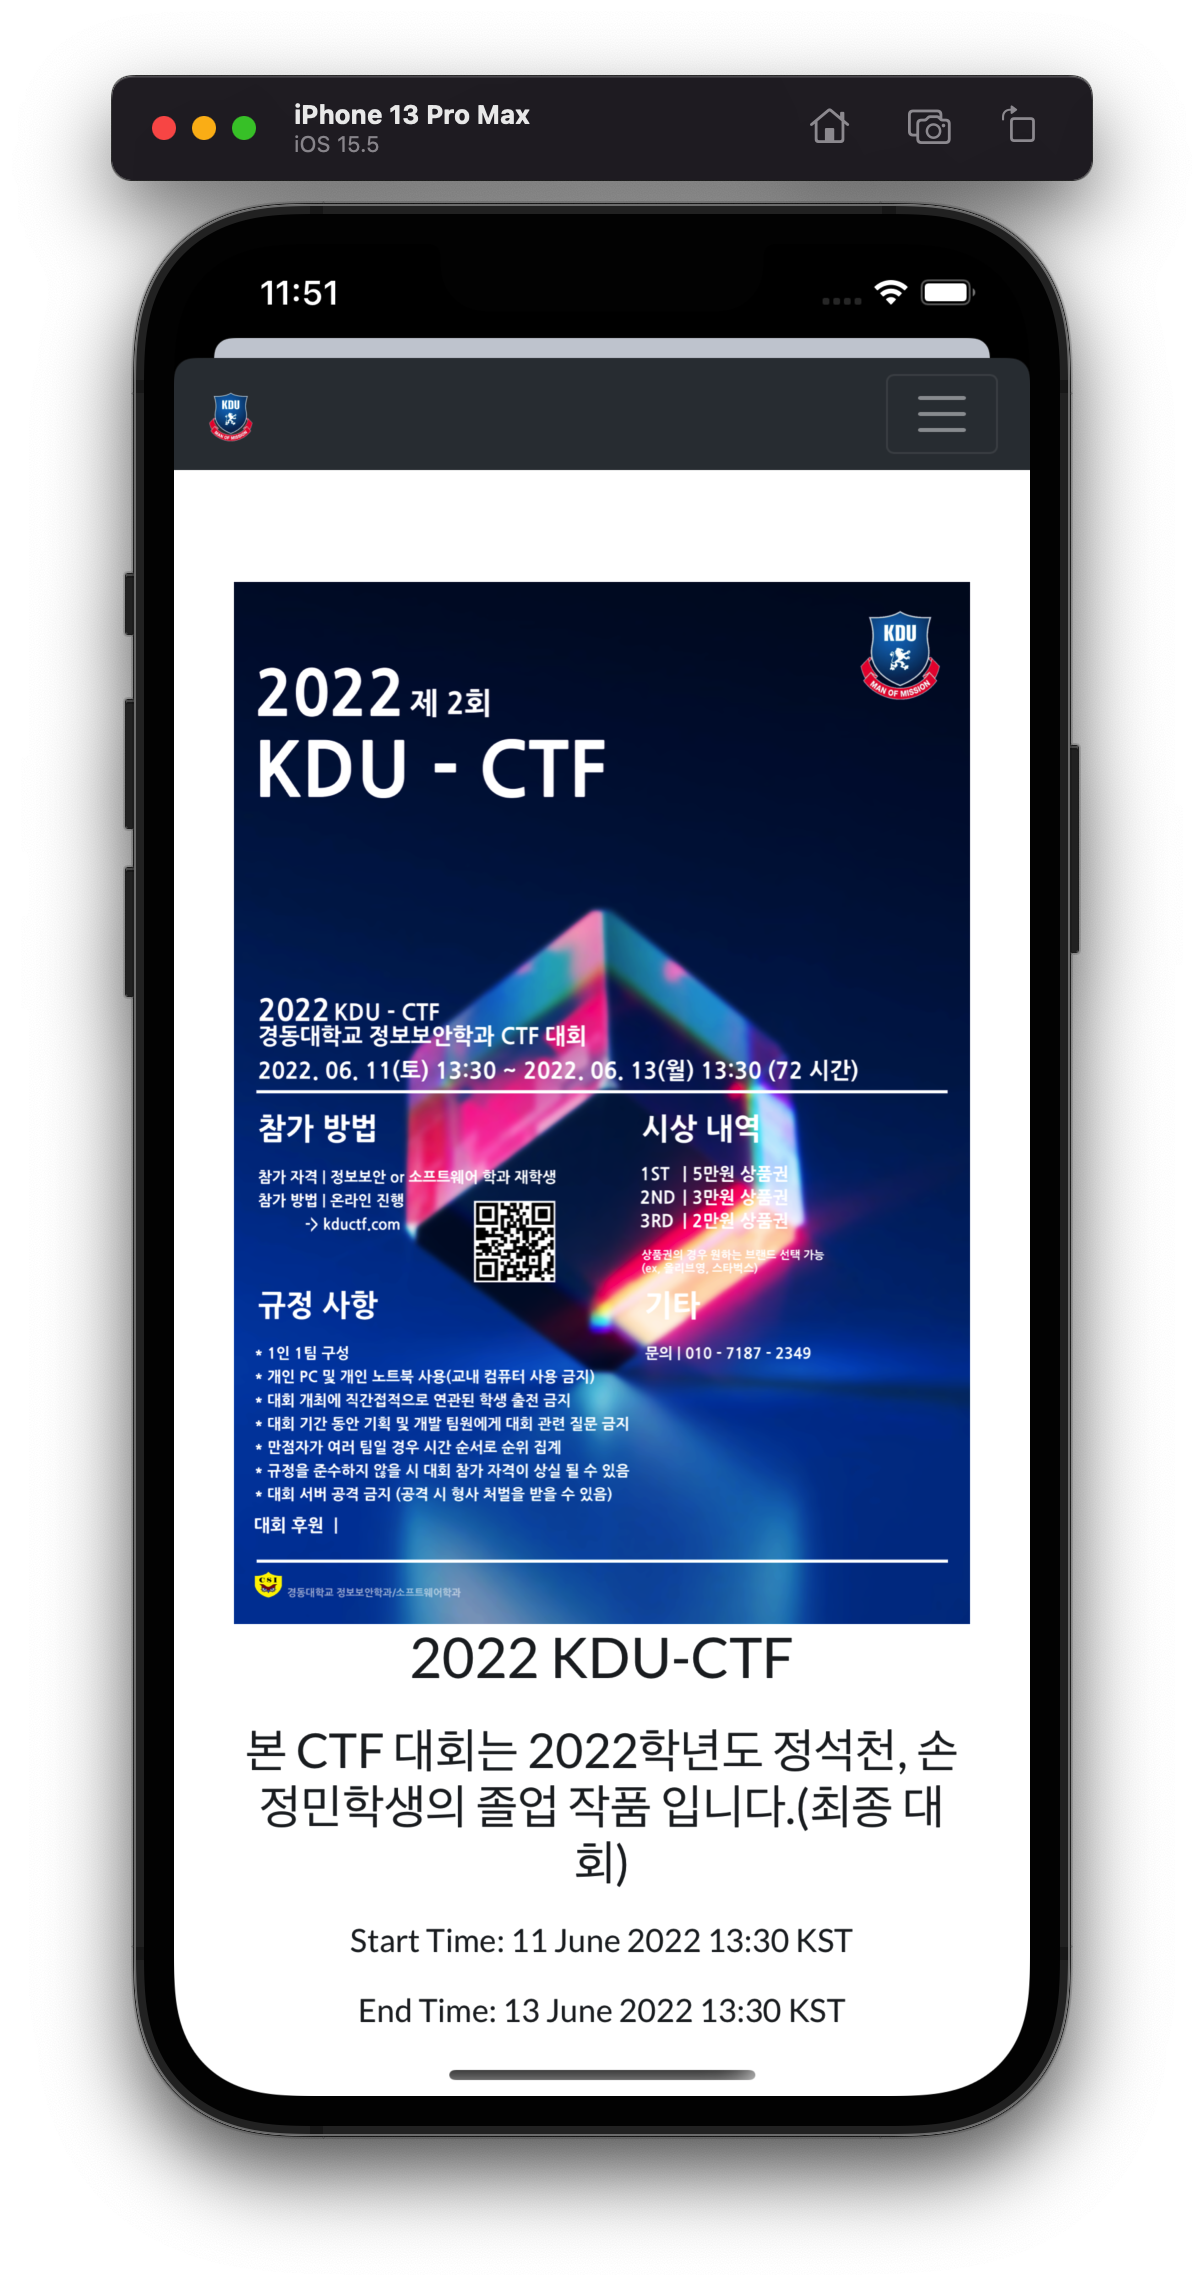 iPhone 13 Pro Max
iOS 15.5
11:51
KDU
MAN OF MISSION
KDU
MAN OF MISSION
2022 제 2회
KDU - CTF
2022 KDU - CTF
경동대학교 정보보안학과 CTF 대회
2022. 06. 11(토) 13:30 ~ 2022. 06. 13(월) 13:30 (72 시간)
참가 방법
참가 자격 | 정보보안 or 소프트웨어 학과 재학생
참가 방법 | 온라인 진행
-> kductf.com
시상 내역
1ST | 5만원 상품권
2ND | 3만원 상품권
3RD | 2만원 상품권
상품권의 경우 원하는 브랜드 선택 가능
(ex. 올리브영, 스타벅스)
규정 사항
* 1인 1팀 구성
* 개인 PC 및 개인 노트북 사용(교내 컴퓨터 사용 금지)
* 대회 개최에 직간접적으로 연관된 학생 출전 금지
* 대회 기간 동안 기획 및 개발 팀원에게 대회 관련 질문 금지
* 만점자가 여러 팀일 경우 시간 순서로 순위 집계
* 규정을 준수하지 않을 시 대회 참가 자격이 상실 될 수 있음
* 대회 서버 공격 금지 (공격 시 형사 처벌을 받을 수 있음)
기타
문의 | 010 - 7187 - 2349
대회 후원 |
CSI
경동대학교 정보보안학과/소프트웨어학과
2022 KDU-CTF
본 CTF 대회는 2022학년도 정석천, 손
정민학생의 졸업 작품 입니다.(최종 대
회)
Start Time: 11 June 2022 13:30 KST
End Time: 13 June 2022 13:30 KST